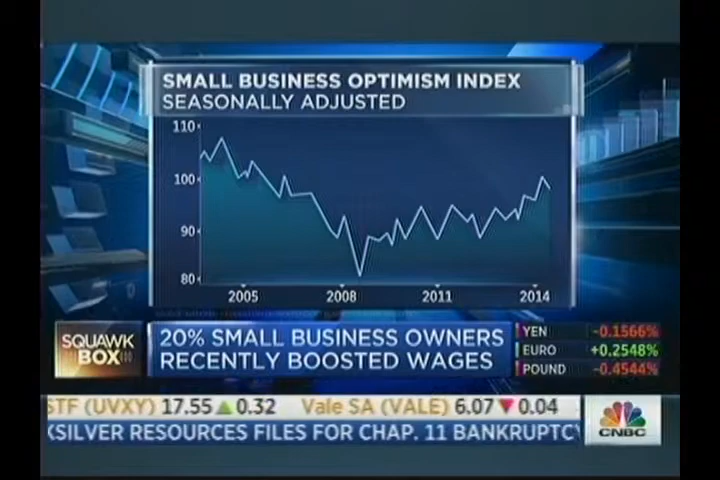 SMALL BUSINESS OPTIMISM INDEX
SEASONALLY ADJUSTED
110
100
90
80
2005 2008 2011 2014
SQUAWK
BOX
20% SMALL BUSINESS OWNERS
RECENTLY BOOSTED WAGES
YEN -0.1566%
EURO +0.2548%
POUND -0.4544%
STF (UVXY) 17.55 ▲ 0.32 Vale SA (VALE) 6.07 ▼ 0.04
KSILVER RESOURCES FILES FOR CHAP. 11 BANKRUPTCY
CNBC